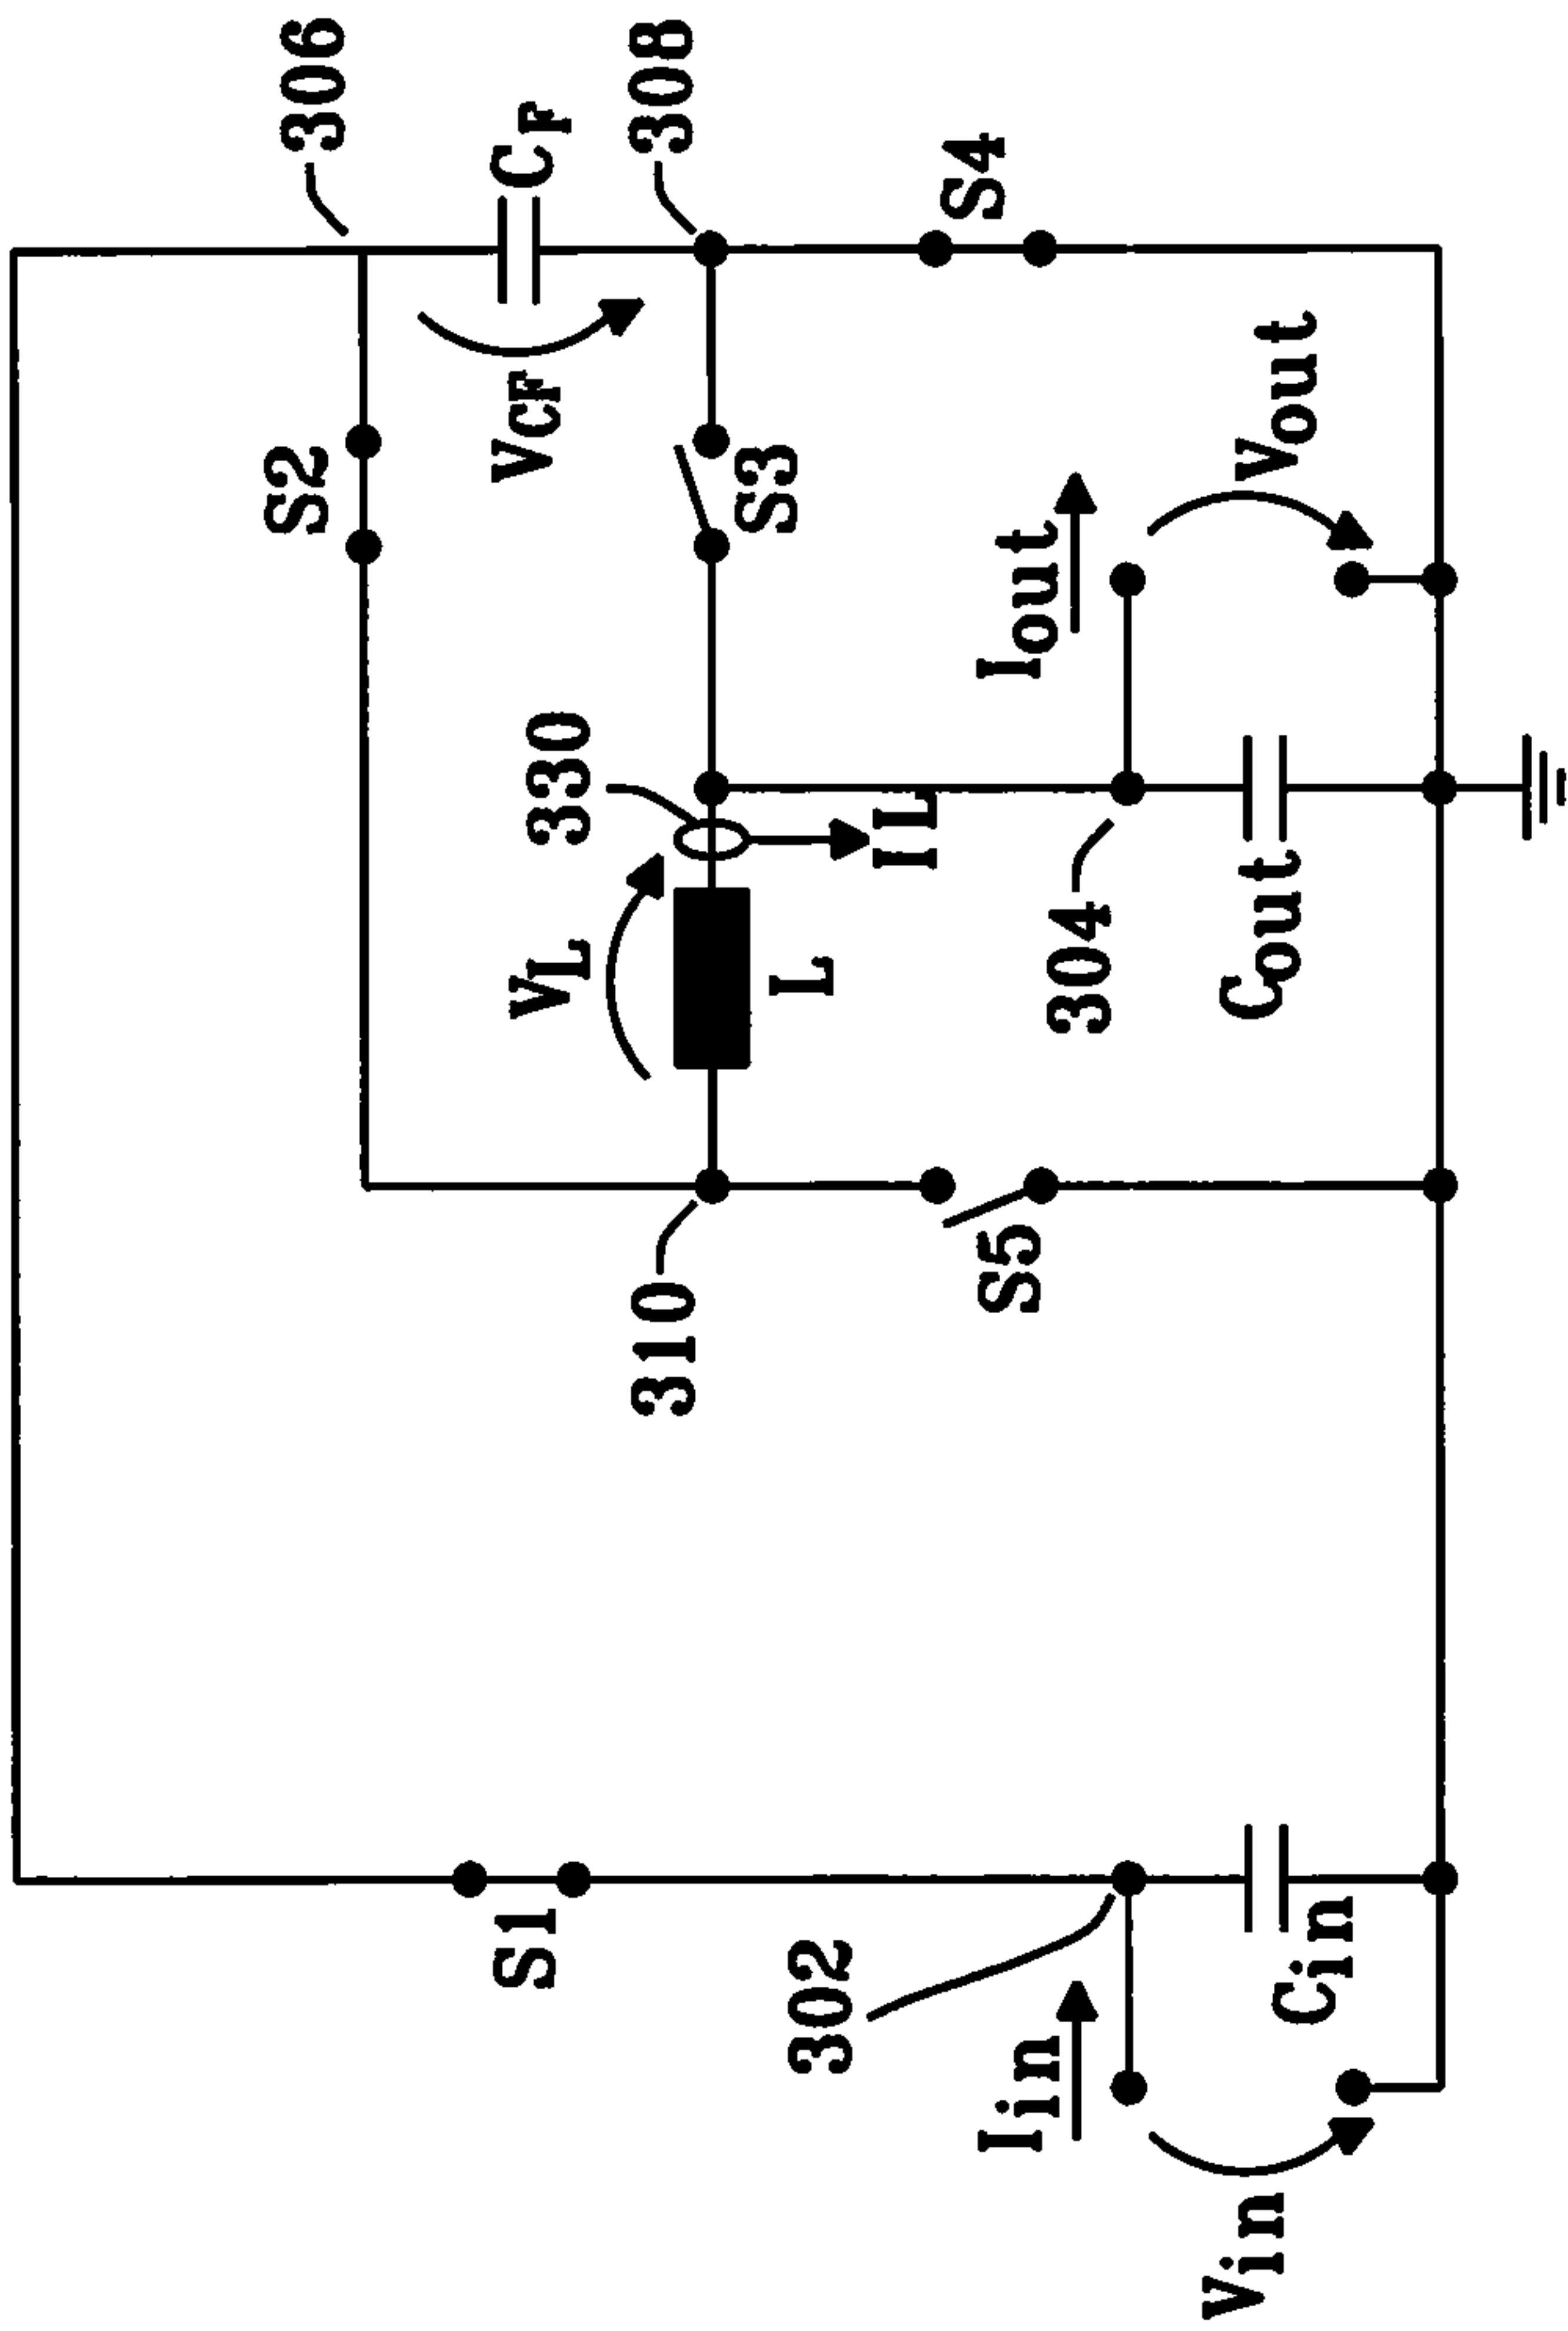 306
CF
308
S4
S2
VCF
S3
Vout
Iout
330
VL
L
IL
304
Cout
310
S5
S1
302
Iin
Cin
Vin